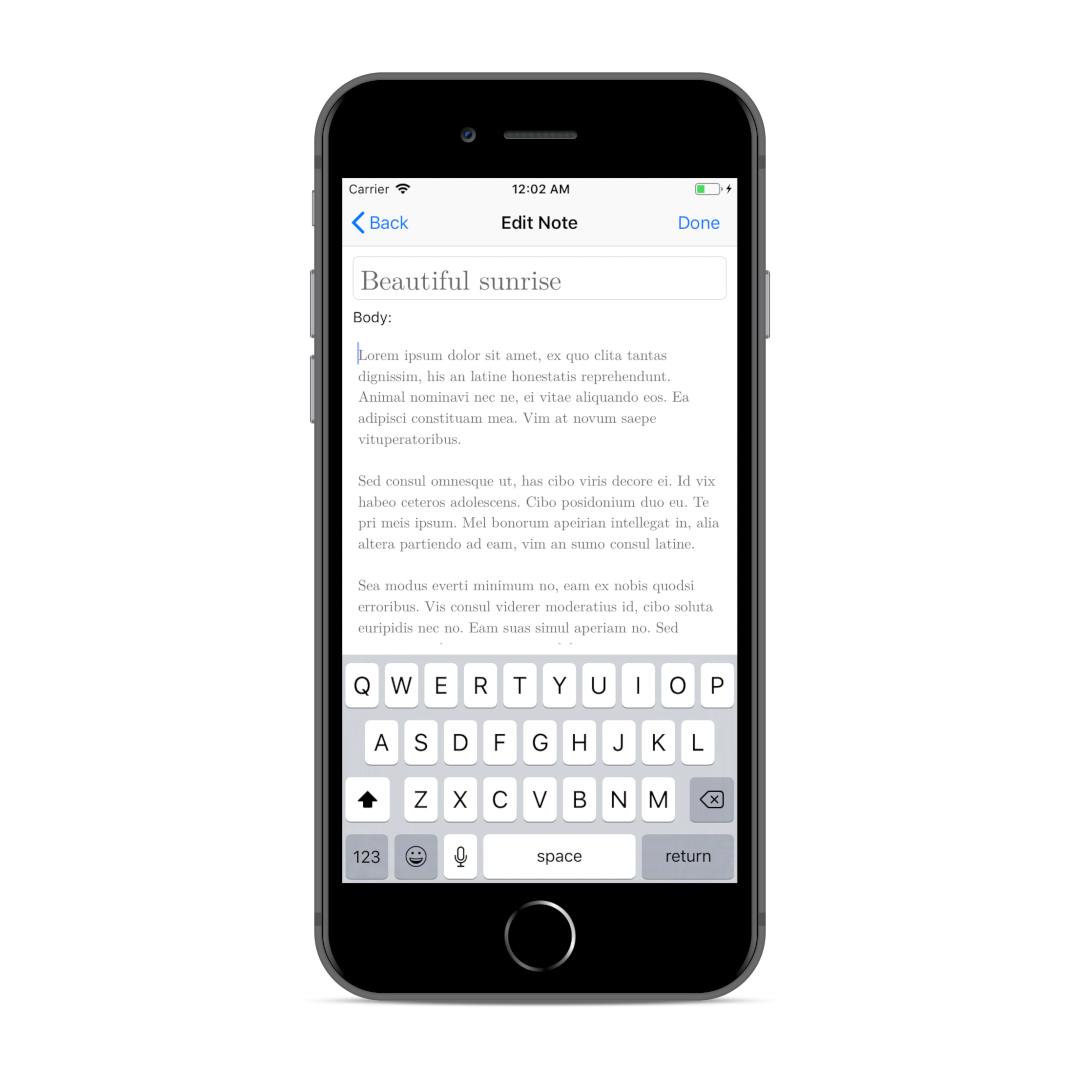 Carrier 12:02 AM
Back Edit Note Done
Beautiful sunrise
Body:
Lorem ipsum dolor sit amet, ex quo clita tantas
dignissim, his an latine honestatis reprehendunt.
Animal nominavi nec ne, ei vitae aliquando eos. Ea
adipisci constituam mea. Vim at novum saepe
vituperatoribus.
Sed consul omnesque ut, has cibo viris decore ei. Id vix
habeo ceteros adolescens. Cibo posidonium duo eu. Te
pri meis ipsum. Mel bonorum apeirian intellegat in, alia
altera partiendo ad eam, vim an sumo consul latine.
Sea modus everti minimum no, eam ex nobis quodsi
erroribus. Vis consul viderer moderatius id, cibo soluta
euripidis nec no. Eam suas simul aperiam no. Sed
Q W E R T Y U I O P
A S D F G H J K L
Z X C V B N M
123 space return